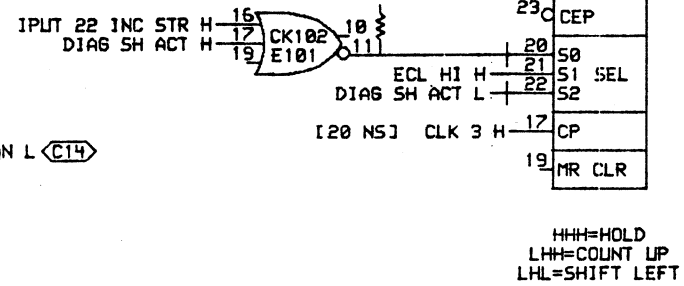 23 CEP
IPUT 22 INC STR H 16
DIAG SH ACT H 17
19
CK102
E101
10
11
20 S0
ECL HI H 21 S1 SEL
DIAG SH ACT L 22 S2
[20 NS] CLK 3 H 17 CP
N L C14
19 MR CLR
HHH=HOLD
LHH=COUNT UP
LHL=SHIFT LEFT